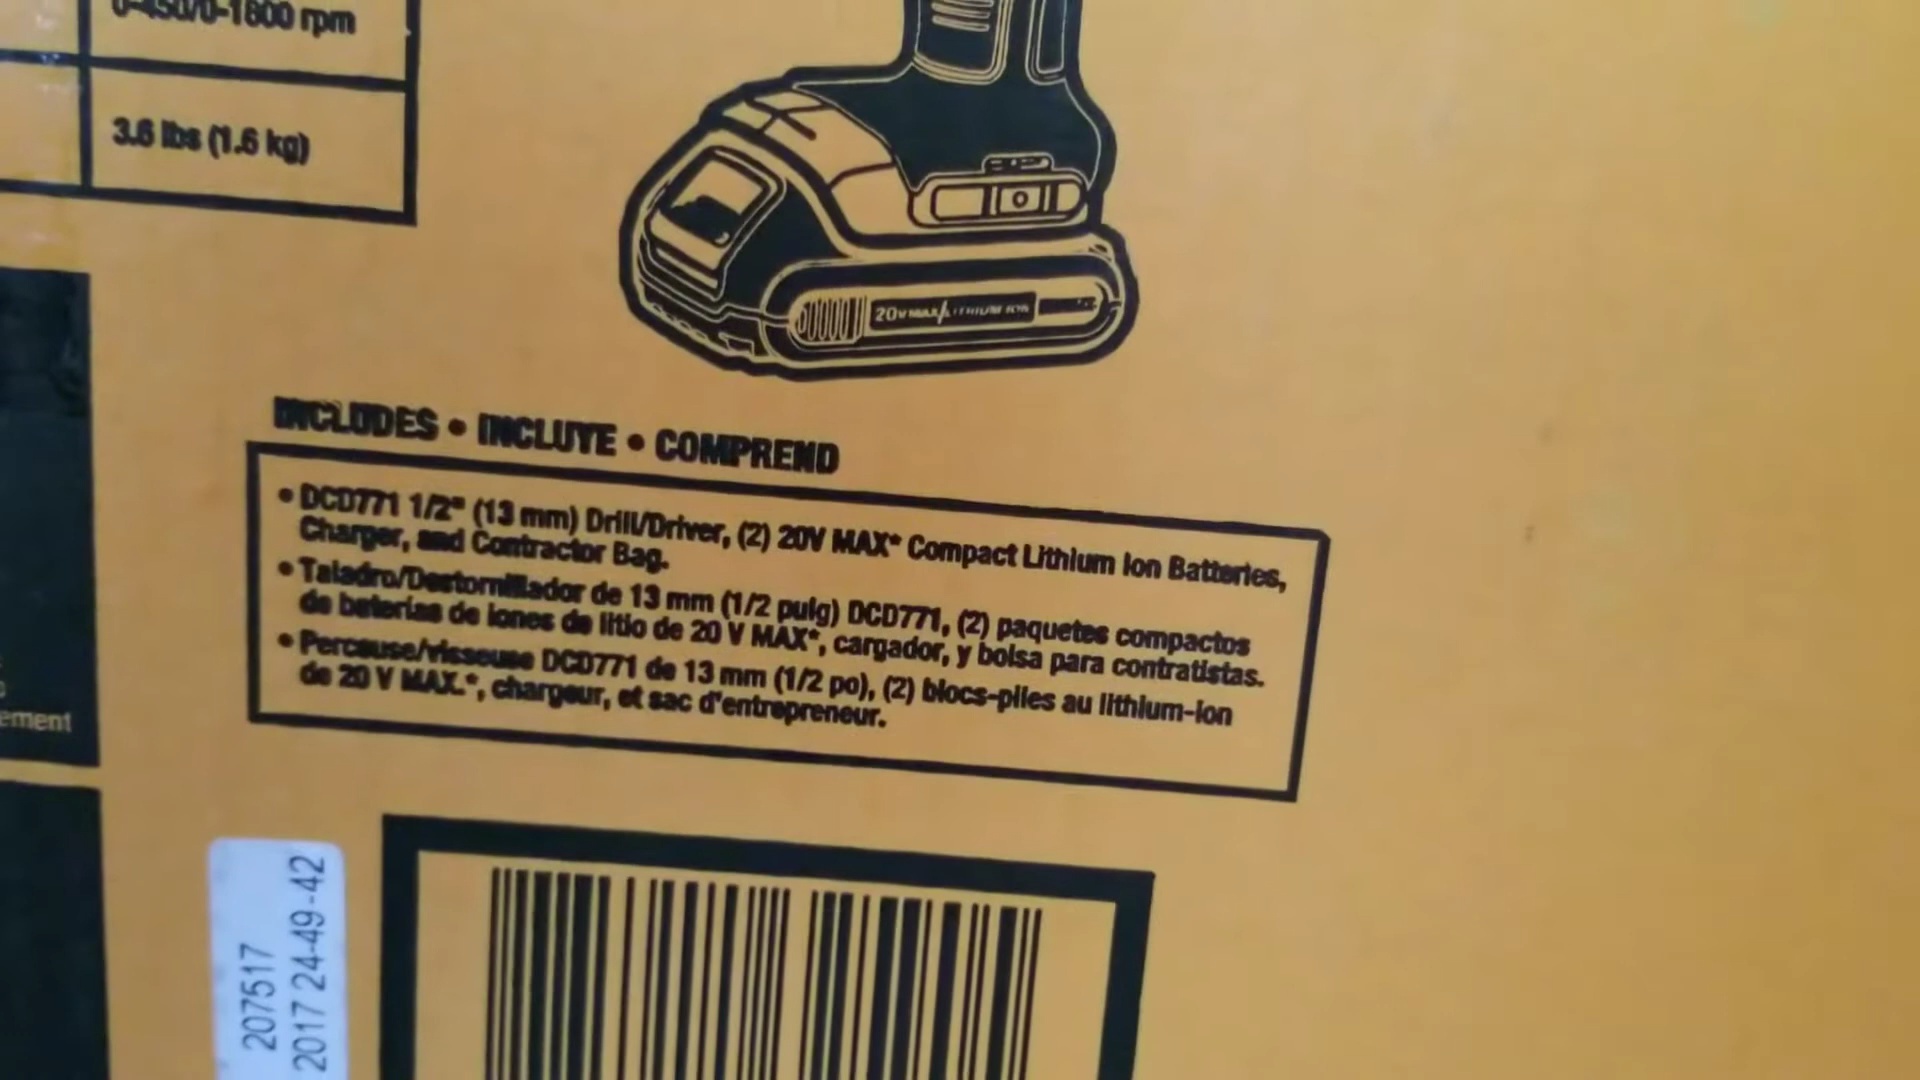 0-450/0-1600 rpm
3.6 lbs (1.6 kg)
20V MAX/LITHIUM ION
INCLUDES • INCLUYE • COMPREND
• DCD771 1/2" (13 mm) Drill/Driver, (2) 20V MAX* Compact Lithium Ion Batteries,
Charger, and Contractor Bag.
• Taladro/Destornillador de 13 mm (1/2 pulg) DCD771, (2) paquetes compactos
de baterías de iones de litio de 20 V MAX*, cargador, y bolsa para contratistas.
• Perceuse/visseuse DCD771 de 13 mm (1/2 po), (2) blocs-piles au lithium-ion
de 20 V MAX.*, chargeur, et sac d'entrepreneur.
ement
207517
2017 24-49-42